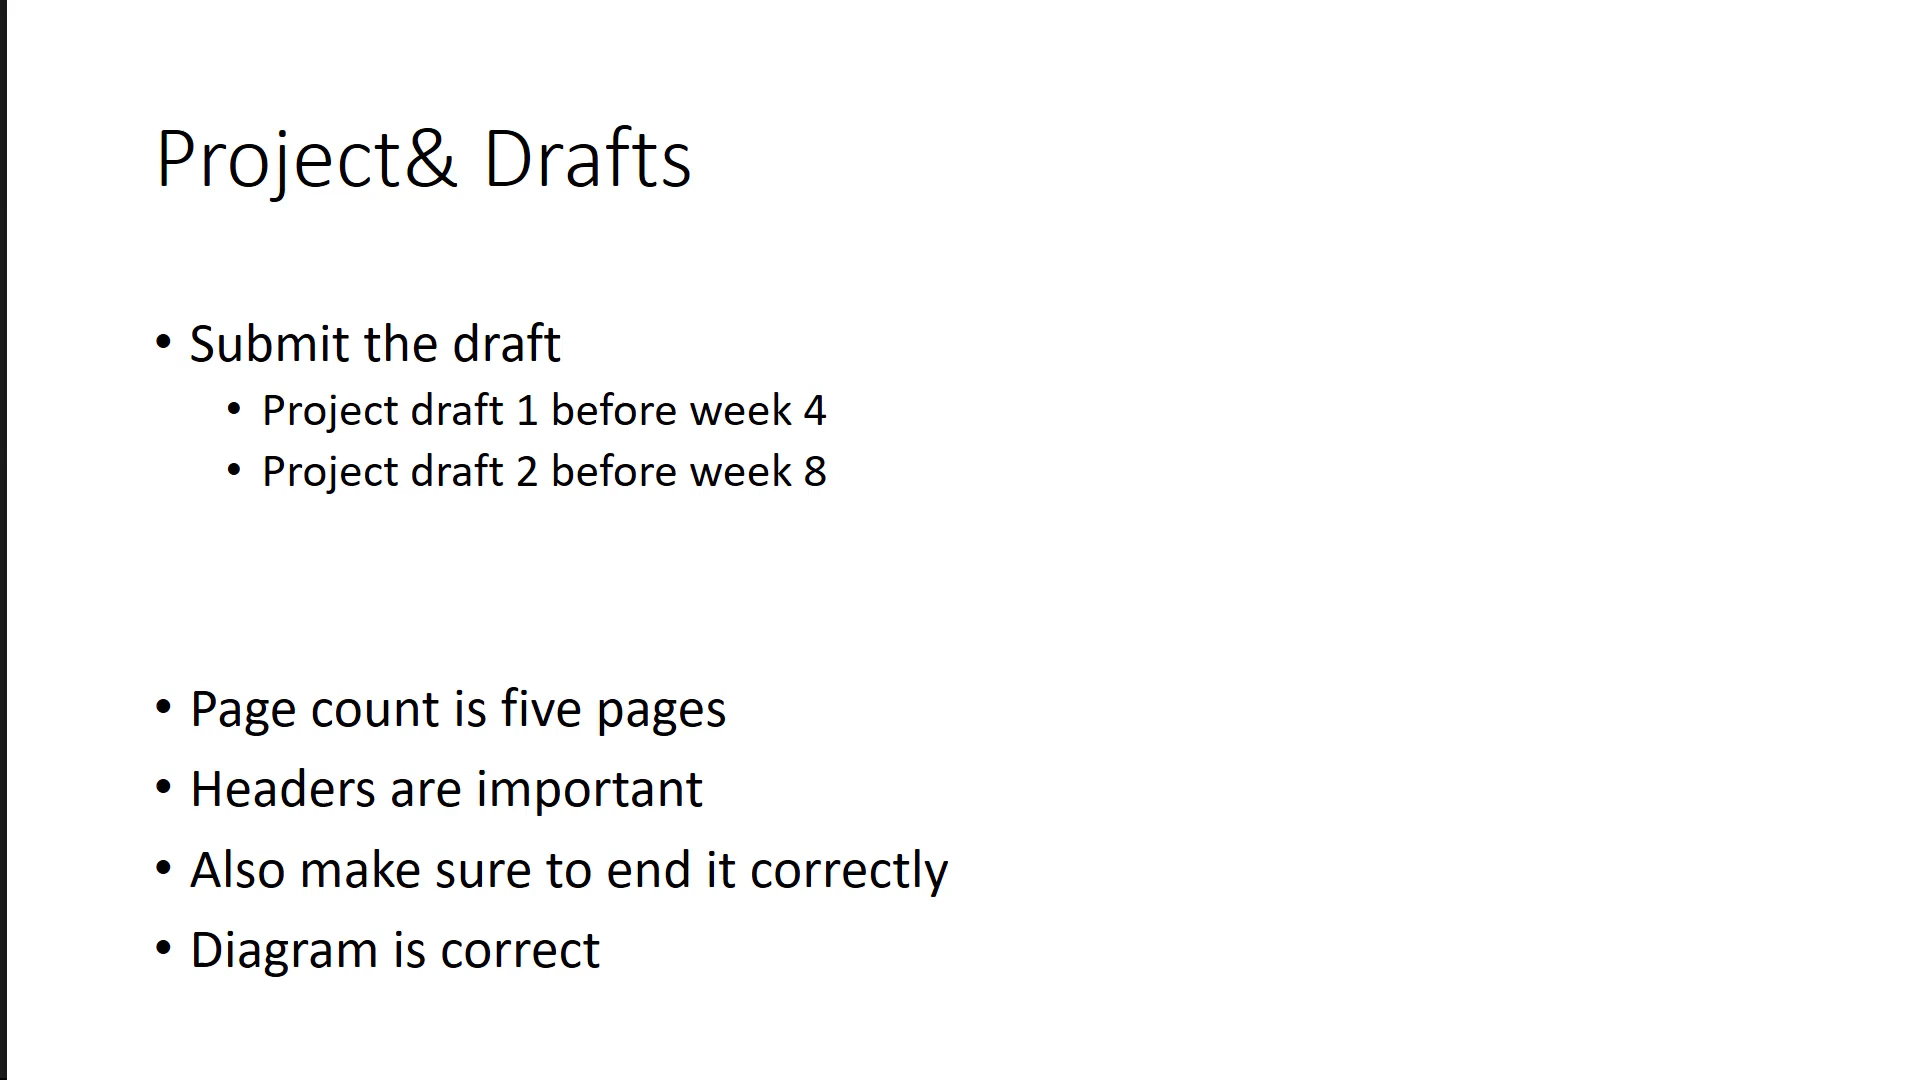 Project& Drafts
• Submit the draft
• Project draft 1 before week 4
• Project draft 2 before week 8
• Page count is five pages
• Headers are important
• Also make sure to end it correctly
• Diagram is correct